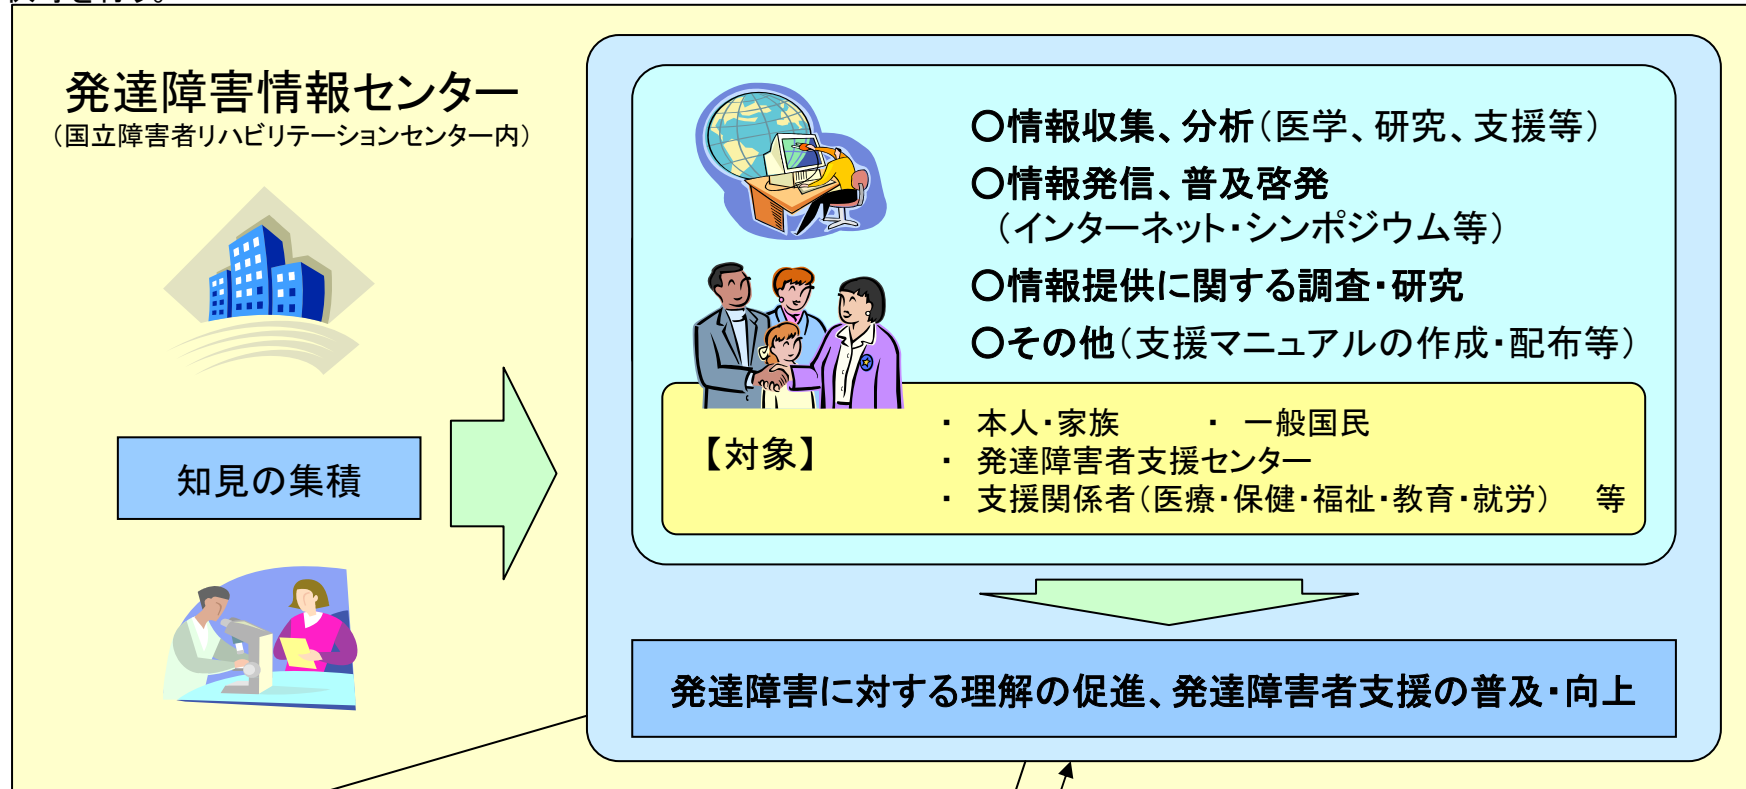 発達障害情報センター
（国立障害者リハビリテーションセンター内）
知見の集積
○情報収集、分析（医学、研究、支援等）
○情報発信、普及啓発
（インターネット・シンポジウム等）
○情報提供に関する調査・研究
○その他（支援マニュアルの作成・配布等）
【対象】
・ 本人・家族 ・ 一般国民
・ 発達障害者支援センター
・ 支援関係者（医療・保健・福祉・教育・就労） 等
発達障害に対する理解の促進、発達障害者支援の普及・向上